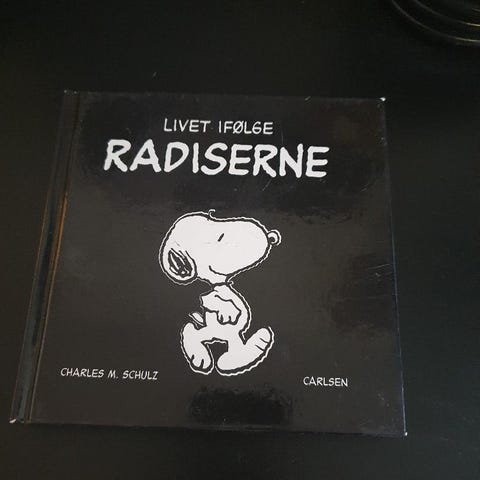 LIVET IFØLGE
RADISERNE
CHARLES M. SCHULZ
CARLSEN